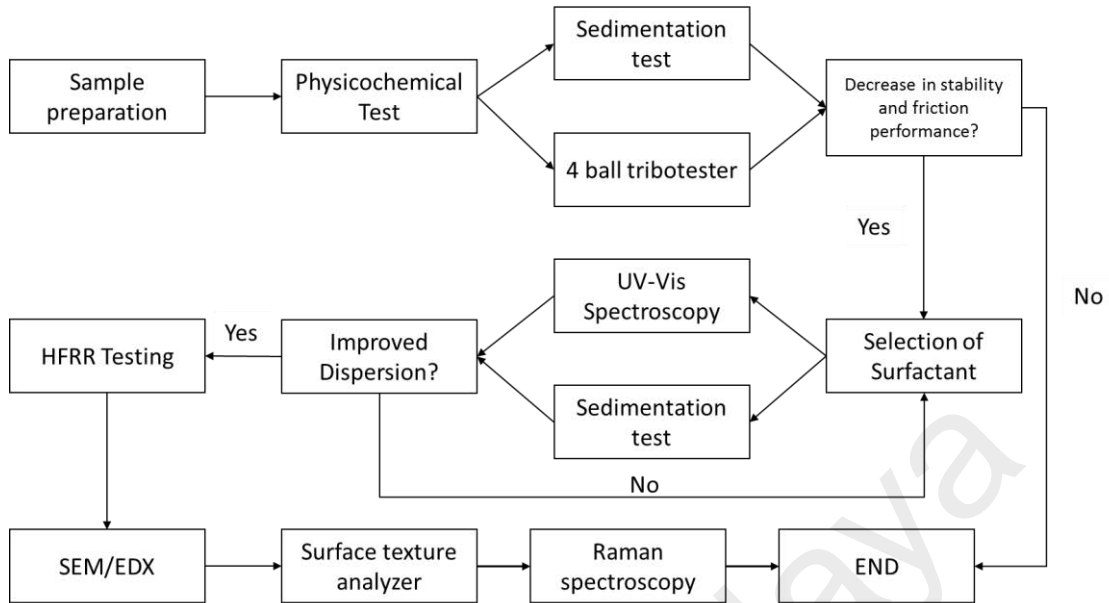 Sedimentation
test
Sample
preparation
Physicochemical
Test
Decrease in stability
and friction
performance?
4 ball tribotester
Yes
No
UV-Vis
Spectroscopy
HFRR Testing
Yes
Improved
Dispersion?
Selection of
Surfactant
Sedimentation
test
No
SEM/EDX
Surface texture
analyzer
Raman
spectroscopy
END
aya